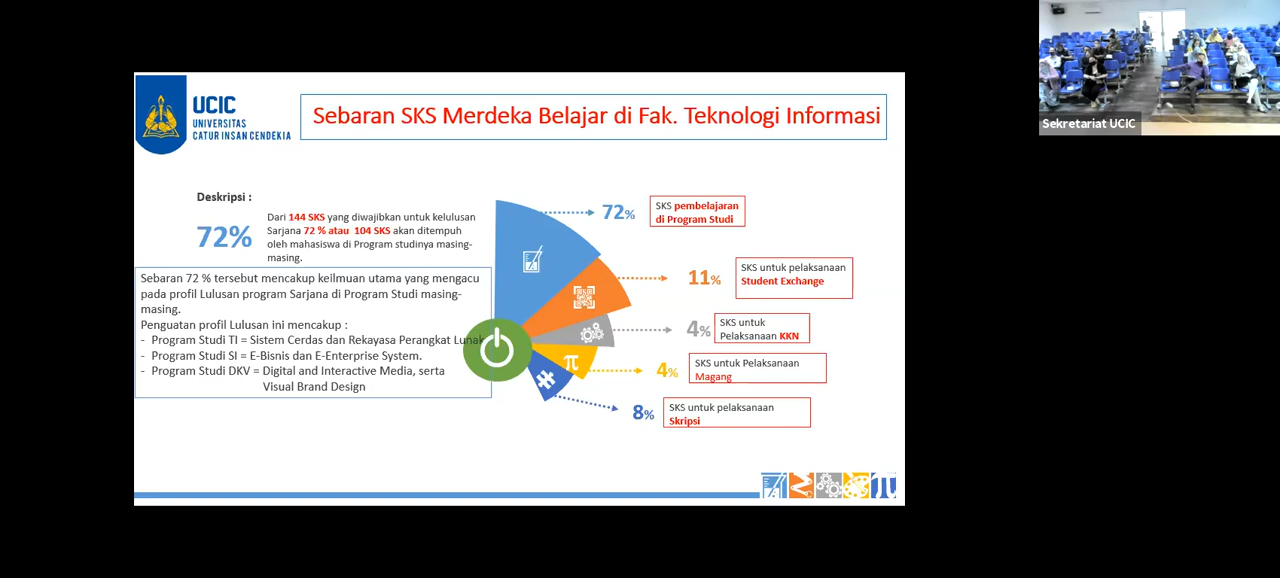 UCIC
UNIVERSITAS
CATUR INSAN CENDEKIA
Sebaran SKS Merdeka Belajar di Fak. Teknologi Informasi
Sekretariat UCIC
Deskripsi :
72%
Dari 144 SKS yang diwajibkan untuk kelulusan
Sarjana 72 % atau 104 SKS akan ditempuh
oleh mahasiswa di Program studinya masing-
masing.
Sebaran 72 % tersebut mencakup keilmuan utama yang mengacu
pada profil Lulusan program Sarjana di Program Studi masing-
masing.
Penguatan profil Lulusan ini mencakup :
- Program Studi TI = Sistem Cerdas dan Rekayasa Perangkat Lunak
- Program Studi SI = E-Bisnis dan E-Enterprise System.
- Program Studi DKV = Digital and Interactive Media, serta
Visual Brand Design
72%
SKS pembelajaran
di Program Studi
11%
SKS untuk pelaksanaan
Student Exchange
4%
SKS untuk
Pelaksanaan KKN
π
4%
SKS untuk Pelaksanaan
Magang
#
8%
SKS untuk pelaksanaan
Skripsi
π